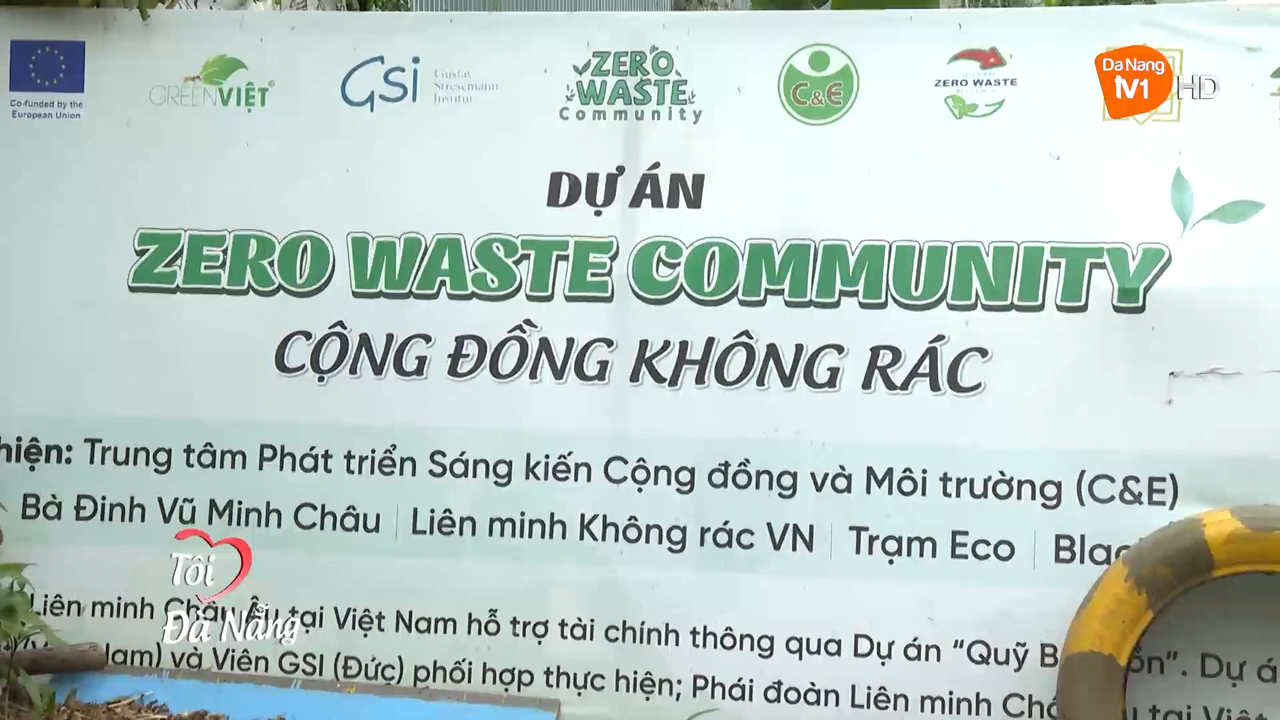 Co-funded by the
European Union
GREENVIỆT
GSI
Gustav
Stresemann
Institut
ZERO
WASTE
Community
C&E
ZERO WASTE
Da Nang
TV1 HD
DỰ ÁN
ZERO WASTE COMMUNITY
CỘNG ĐỒNG KHÔNG RÁC
hiện: Trung tâm Phát triển Sáng kiến Cộng đồng và Môi trường (C&E)
Bà Đinh Vũ Minh Châu | Liên minh Không rác VN | Trạm Eco |
Tôi
Đà Nẵng
Liên minh Châu Âu tại Việt Nam hỗ trợ tài chính thông qua Dự án “Quỹ. Dự á
và Viện GSI (Đức) phối hợp thực hiện; Phái đoàn Liên minh